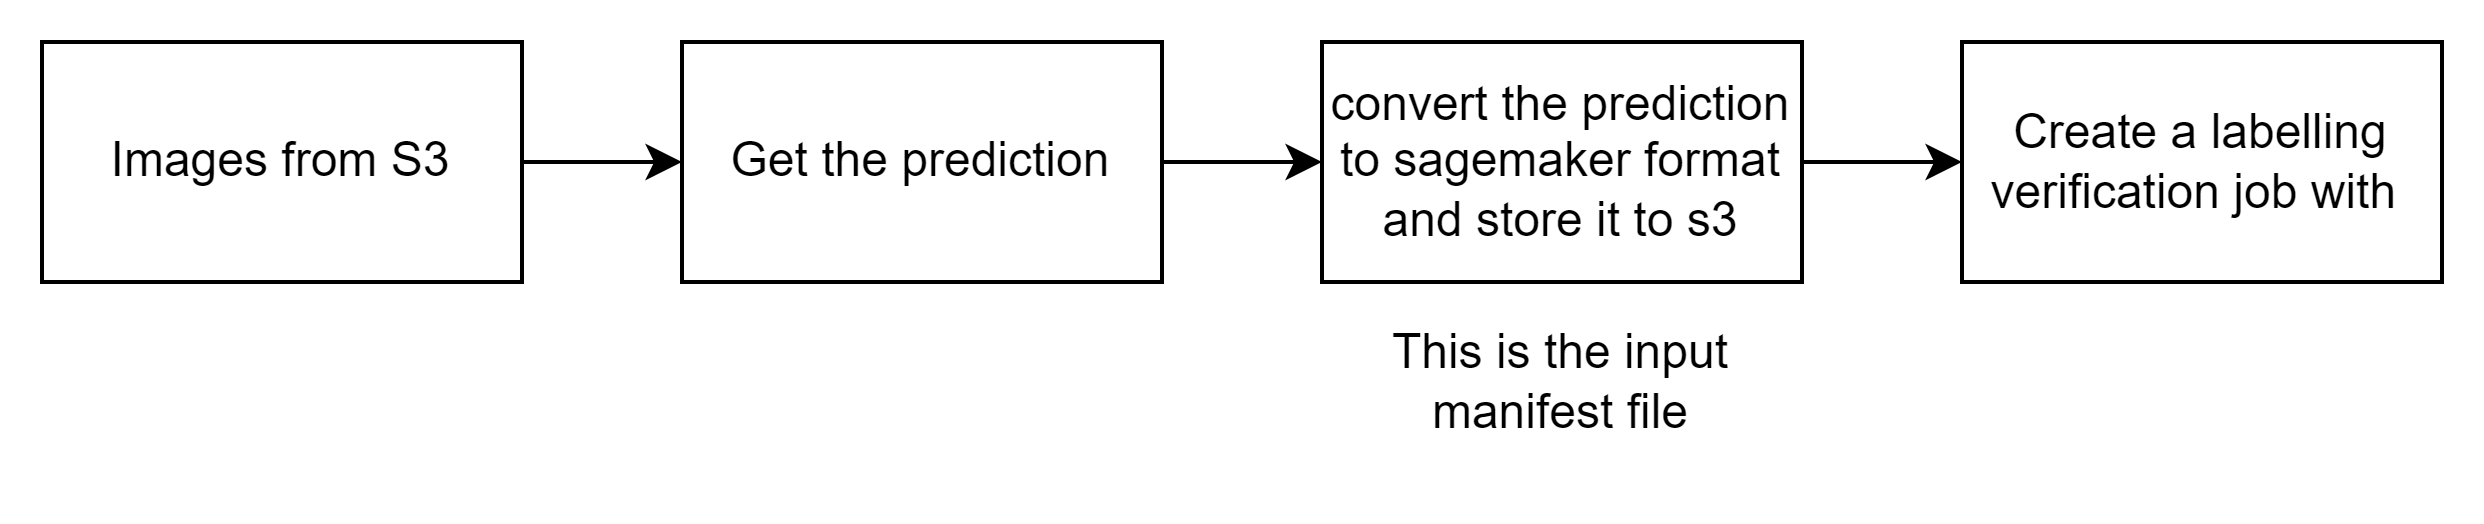 Images from S3
Get the prediction
convert the prediction
to sagemaker format
and store it to s3
Create a labelling
verification job with
This is the input
manifest file